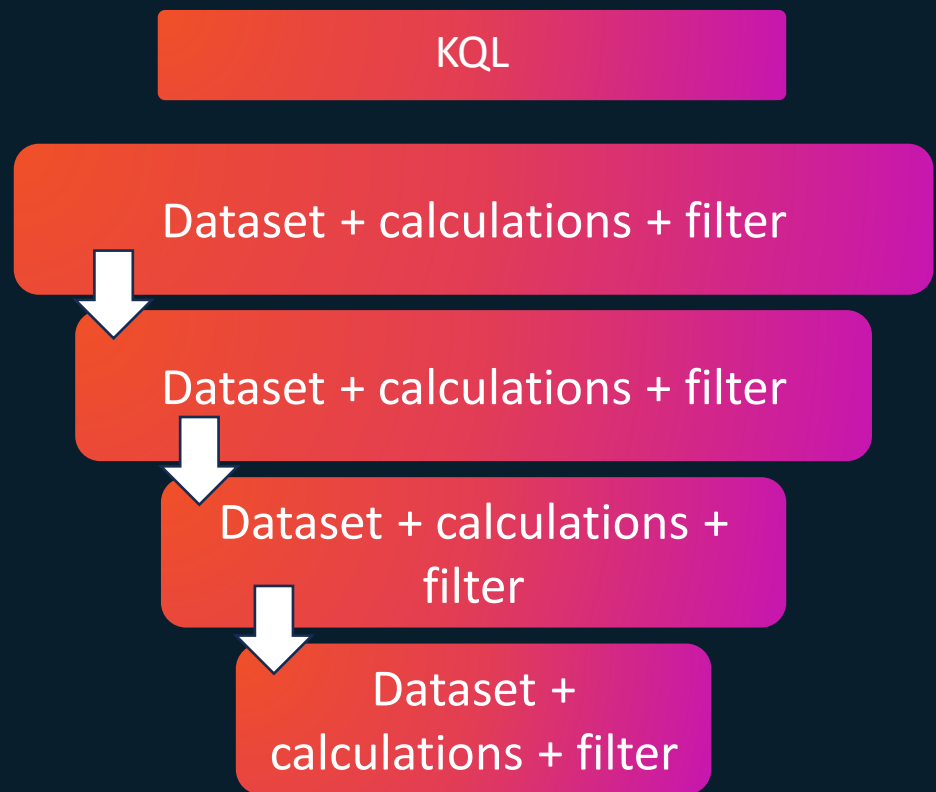 KQL
Dataset + calculations + filter
Dataset + calculations + filter
Dataset + calculations +
filter
Dataset +
calculations + filter